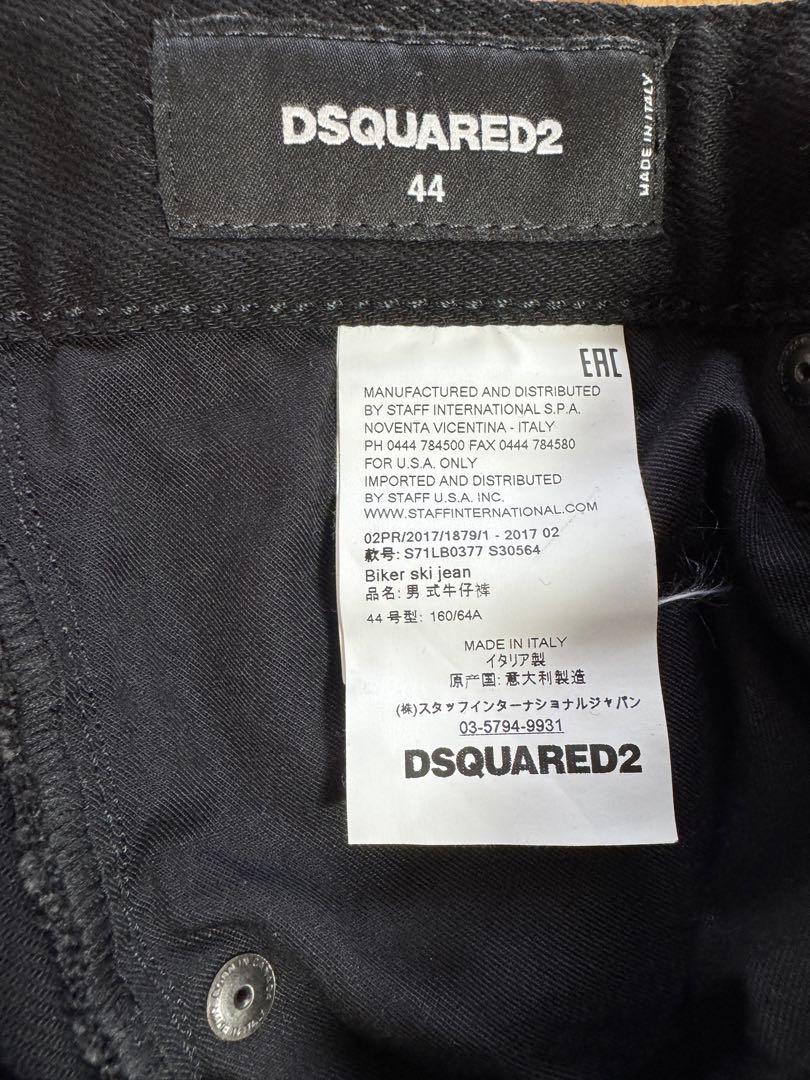 DSQUARED2
44
MADE IN ITALY
EAC
MANUFACTURED AND DISTRIBUTED
BY STAFF INTERNATIONAL S.P.A.
NOVENTA VICENTINA - ITALY
PH 0444 784500 FAX 0444 784580
FOR U.S.A. ONLY
IMPORTED AND DISTRIBUTED
BY STAFF U.S.A. INC.
WWW.STAFFINTERNATIONAL.COM
02PR/2017/1879/1 - 2017 02
款号: S71LB0377 S30564
Biker ski jean
品名: 男式牛仔裤
44 号型: 160/64A
MADE IN ITALY
イタリア製
原产国: 意大利製造
(株)スタッフインターナショナルジャパン
03-5794-9931
DSQUARED2